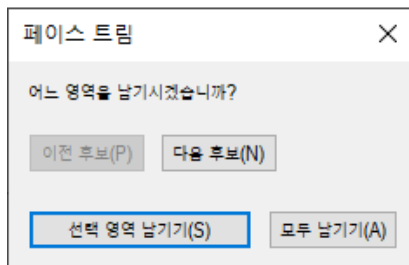 페이스 트림
어느 영역을 남기시겠습니까?
이전 후보(P) 다음 후보(N)
선택 영역 남기기(S) 모두 남기기(A)